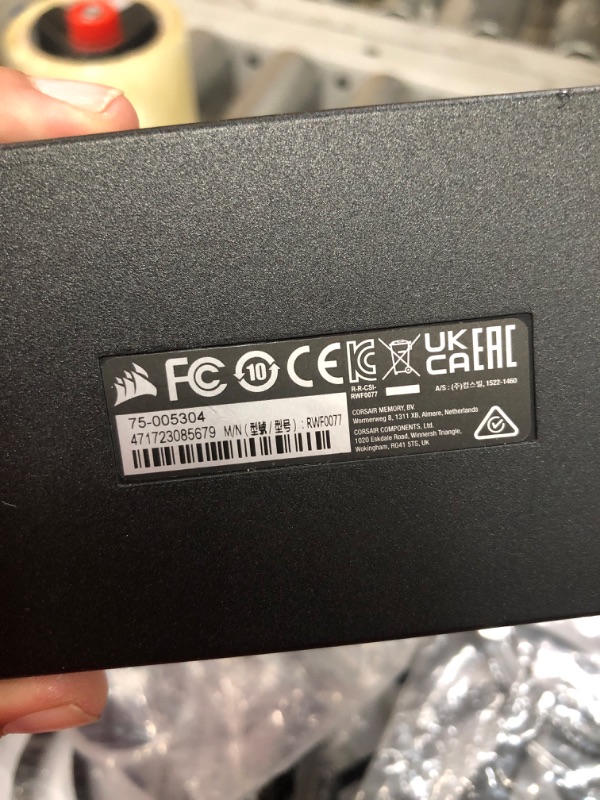 FC 10 CE KC UK CA EAC
R-R-CSI-
RWF0077
A/S : (주)컴스빌, 1522-1460
75-005304
471723085679 M/N (型號/型号) : RWF0077
CORSAIR MEMORY, BV.
Wormerweg 8, 1311 XB, Almere, Netherlands
CORSAIR COMPONENTS, Ltd.
1020 Eskdale Road, Winnersh Triangle,
Wokingham, RG41 5TS, UK